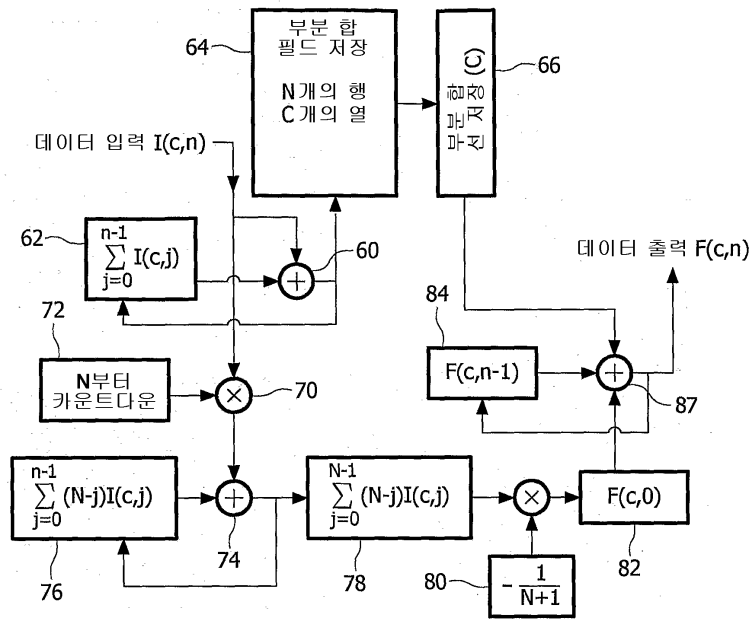 64
부분 합
필드 저장
N개의 행
C개의 열
부분 합
선 저장 (C)
66
데이터 입력 I(c,n)
62
n-1
∑ I(c,j)
j=0
+
60
데이터 출력 F(c,n)
72
N부터
카운트다운
×
70
84
F(c,n-1)
+
87
n-1
∑ (N-j)I(c,j)
j=0
76
+
74
N-1
∑ (N-j)I(c,j)
j=0
78
×
F(c,0)
82
80
- 1
N+1